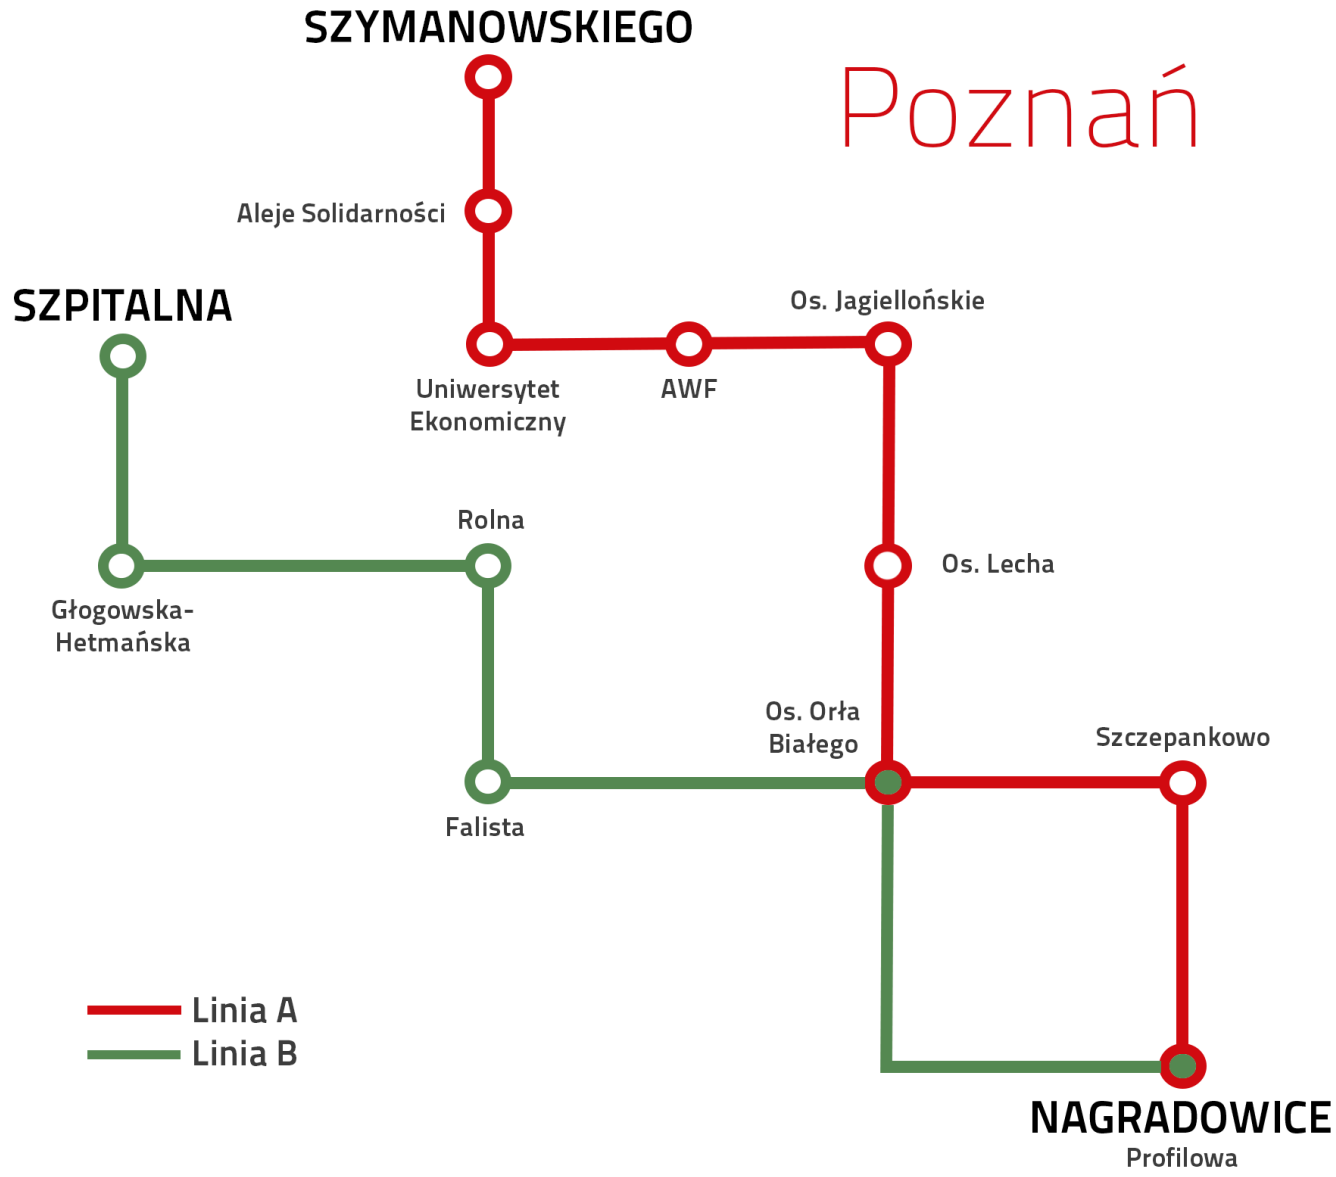 SZYMANOWSKIEGO
Poznań
Aleje Solidarności
SZPITALNA
Os. Jagiellońskie
Uniwersytet
Ekonomiczny
AWF
Rolna
Os. Lecha
Głogowska-
Hetmańska
Os. Orła
Białego
Szczepankowo
Falista
Linia A
Linia B
NAGRADOWICE
Profilowa